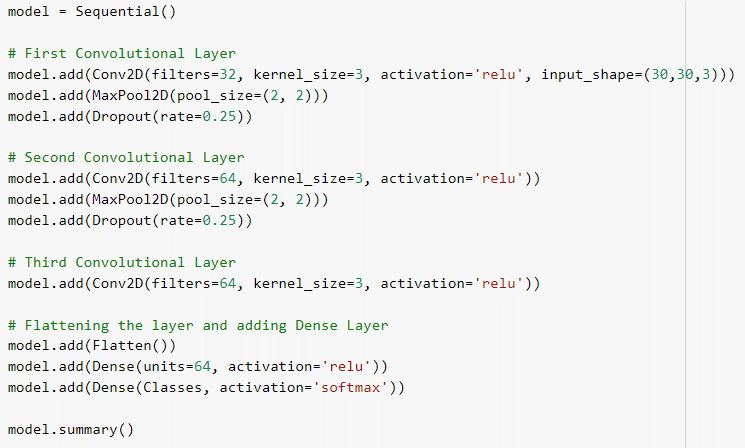 model = Sequential()
# First Convolutional Layer
model.add(Conv2D(filters=32, kernel_size=3, activation='relu', input_shape=(30,30,3)))
model.add(MaxPool2D(pool_size=(2, 2)))
model.add(Dropout(rate=0.25))
# Second Convolutional Layer
model.add(Conv2D(filters=64, kernel_size=3, activation='relu'))
model.add(MaxPool2D(pool_size=(2, 2)))
model.add(Dropout(rate=0.25))
# Third Convolutional Layer
model.add(Conv2D(filters=64, kernel_size=3, activation='relu'))
# Flattening the layer and adding Dense Layer
model.add(Flatten())
model.add(Dense(units=64, activation='relu'))
model.add(Dense(Classes, activation='softmax'))
model.summary()